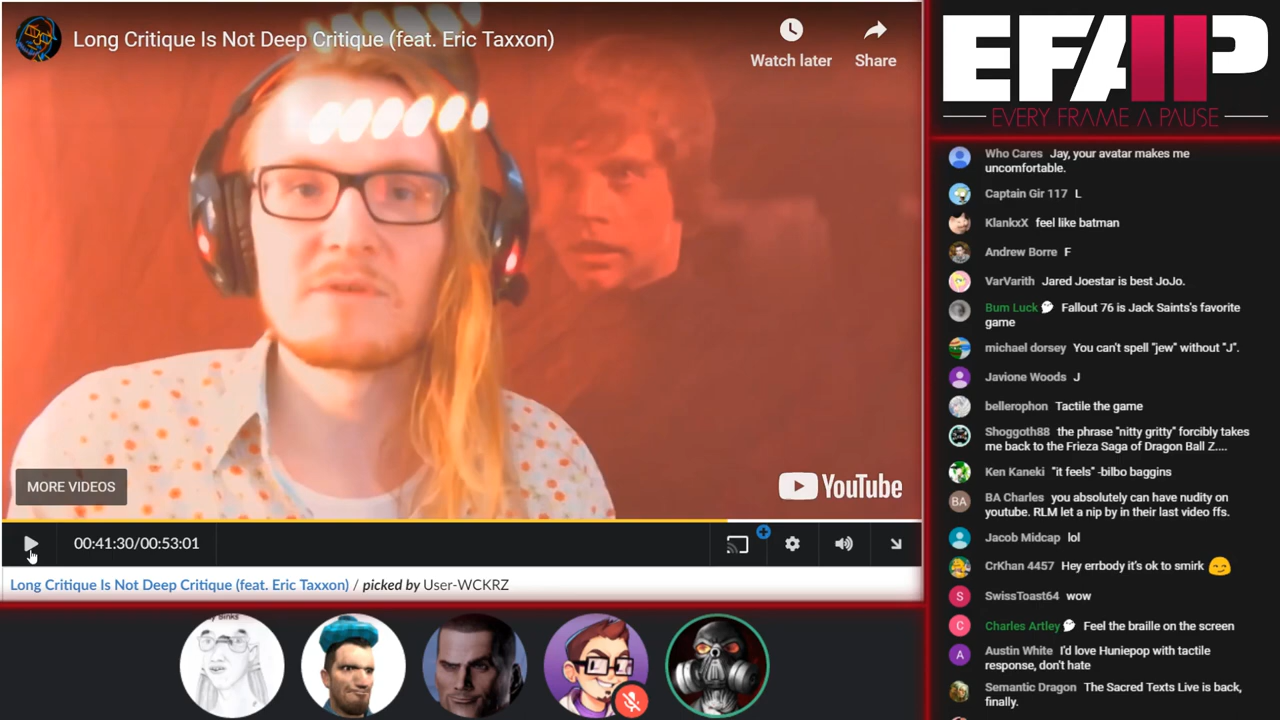 Long Critique Is Not Deep Critique (feat. Eric Taxxon)
Watch later
Share
MORE VIDEOS
YouTube
00:41:30/00:53:01
Long Critique Is Not Deep Critique (feat. Eric Taxxon) / picked by User-WCKRZ
EFAP
EVERY FRAME A PAUSE
Who Cares Jay, your avatar makes me
uncomfortable.
Captain Gir 117 L
KlankxX feel like batman
Andrew Borre F
VarVarith Jared Joestar is best JoJo.
Bum Luck Fallout 76 is Jack Saints's favorite
game
michael dorsey You can't spell "jew" without "J".
Javione Woods J
bellerophon Tactile the game
Shoggoth88 the phrase "nitty gritty" forcibly takes
me back to the Frieza Saga of Dragon Ball Z....
Ken Kaneki "it feels" -bilbo baggins
BA
BA Charles you absolutely can have nudity on
youtube. RLM let a nip by in their last video ffs.
Jacob Midcap lol
CrKhan 4457 Hey errbody it's ok to smirk 😏
S
SwissToast64 wow
C
Charles Artley Feel the braille on the screen
A
Austin White I'd love Huniepop with tactile
response, don't hate
Semantic Dragon The Sacred Texts Live is back,
finally.